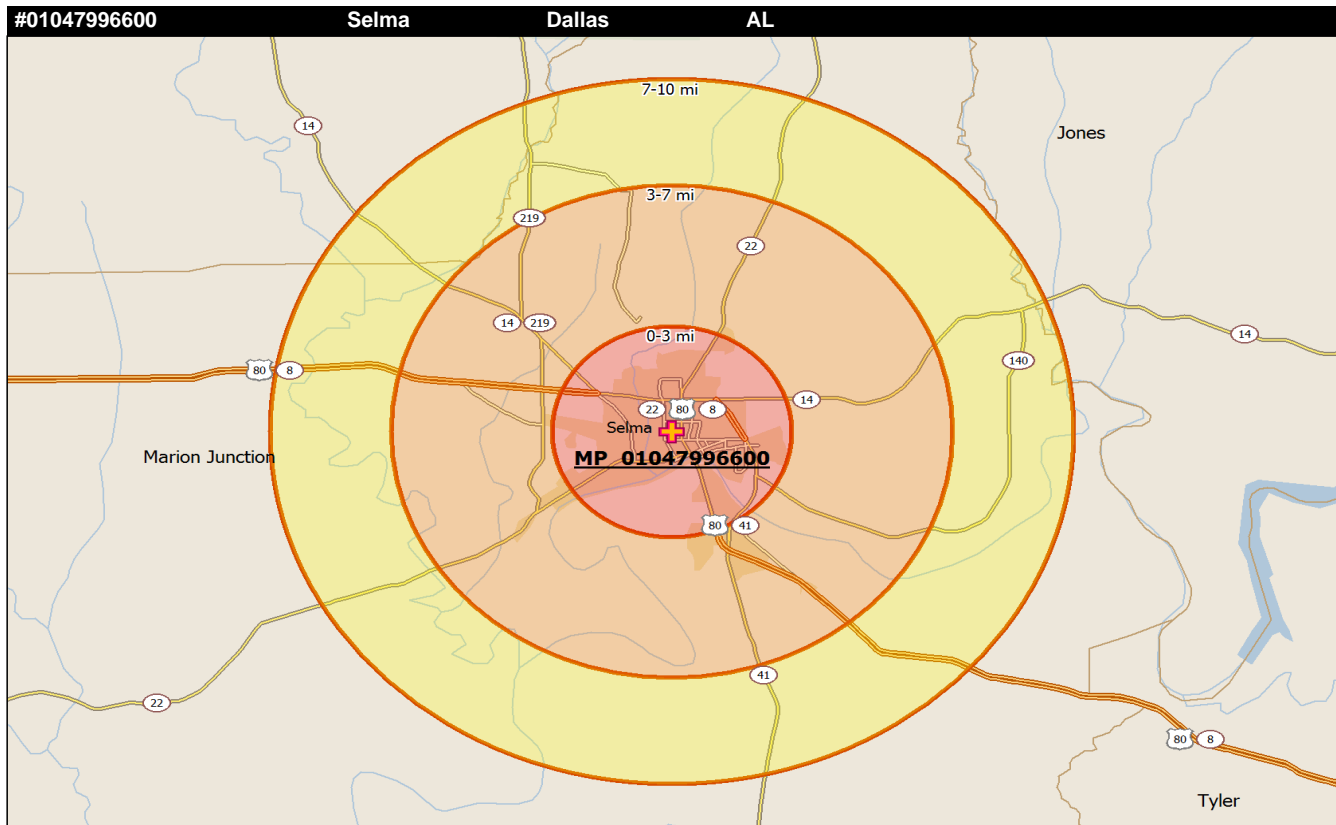 #01047996600 Selma Dallas AL
7-10 mi
14
Jones
3-7 mi
219
22
14 219
0-3 mi
14
140
80 8
14
22 80 8
Selma
Marion Junction
MP 01047996600
80 41
41
22
80 8
Tyler